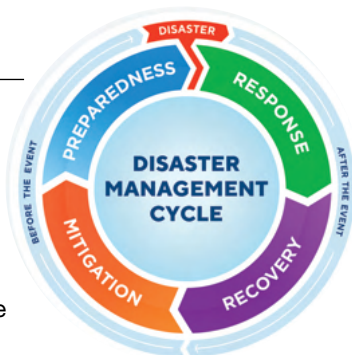 DISASTER
PREPAREDNESS
RESPONSE
BEFORE THE EVENT
DISASTER
MANAGEMENT
CYCLE
AFTER THE EVENT
MITIGATION
RECOVERY
e